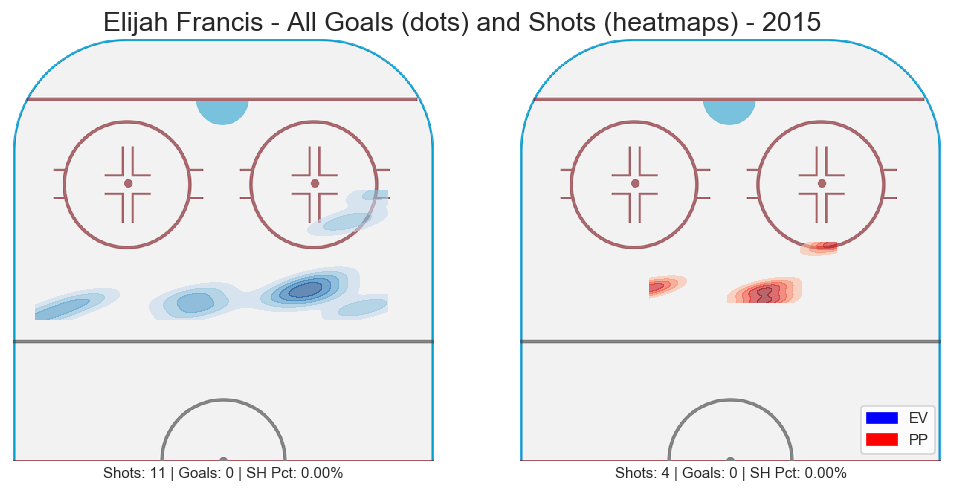 Elijah Francis - All Goals (dots) and Shots (heatmaps) - 2015
EV
PP
Shots: 11 | Goals: 0 | SH Pct: 0.00%
Shots: 4 | Goals: 0 | SH Pct: 0.00%